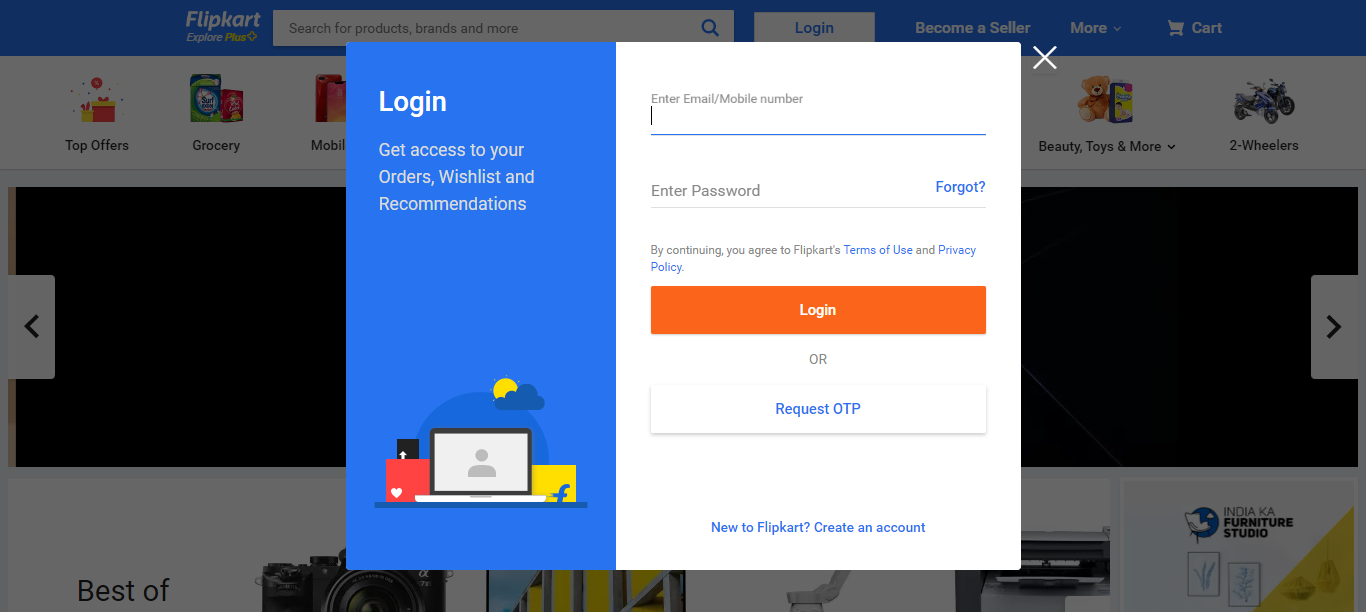 Flipkart
Explore Plus
Search for products, brands and more
Login
Become a Seller
More
Cart
Top Offers
Grocery
Beauty, Toys & More
2-Wheelers
Login
Get access to your
Orders, Wishlist and
Recommendations
Enter Email/Mobile number
Enter Password
Forgot?
By continuing, you agree to Flipkart's Terms of Use and Privacy
Policy.
Login
OR
Request OTP
New to Flipkart? Create an account
Best of
INDIA KA
FURNITURE
STUDIO